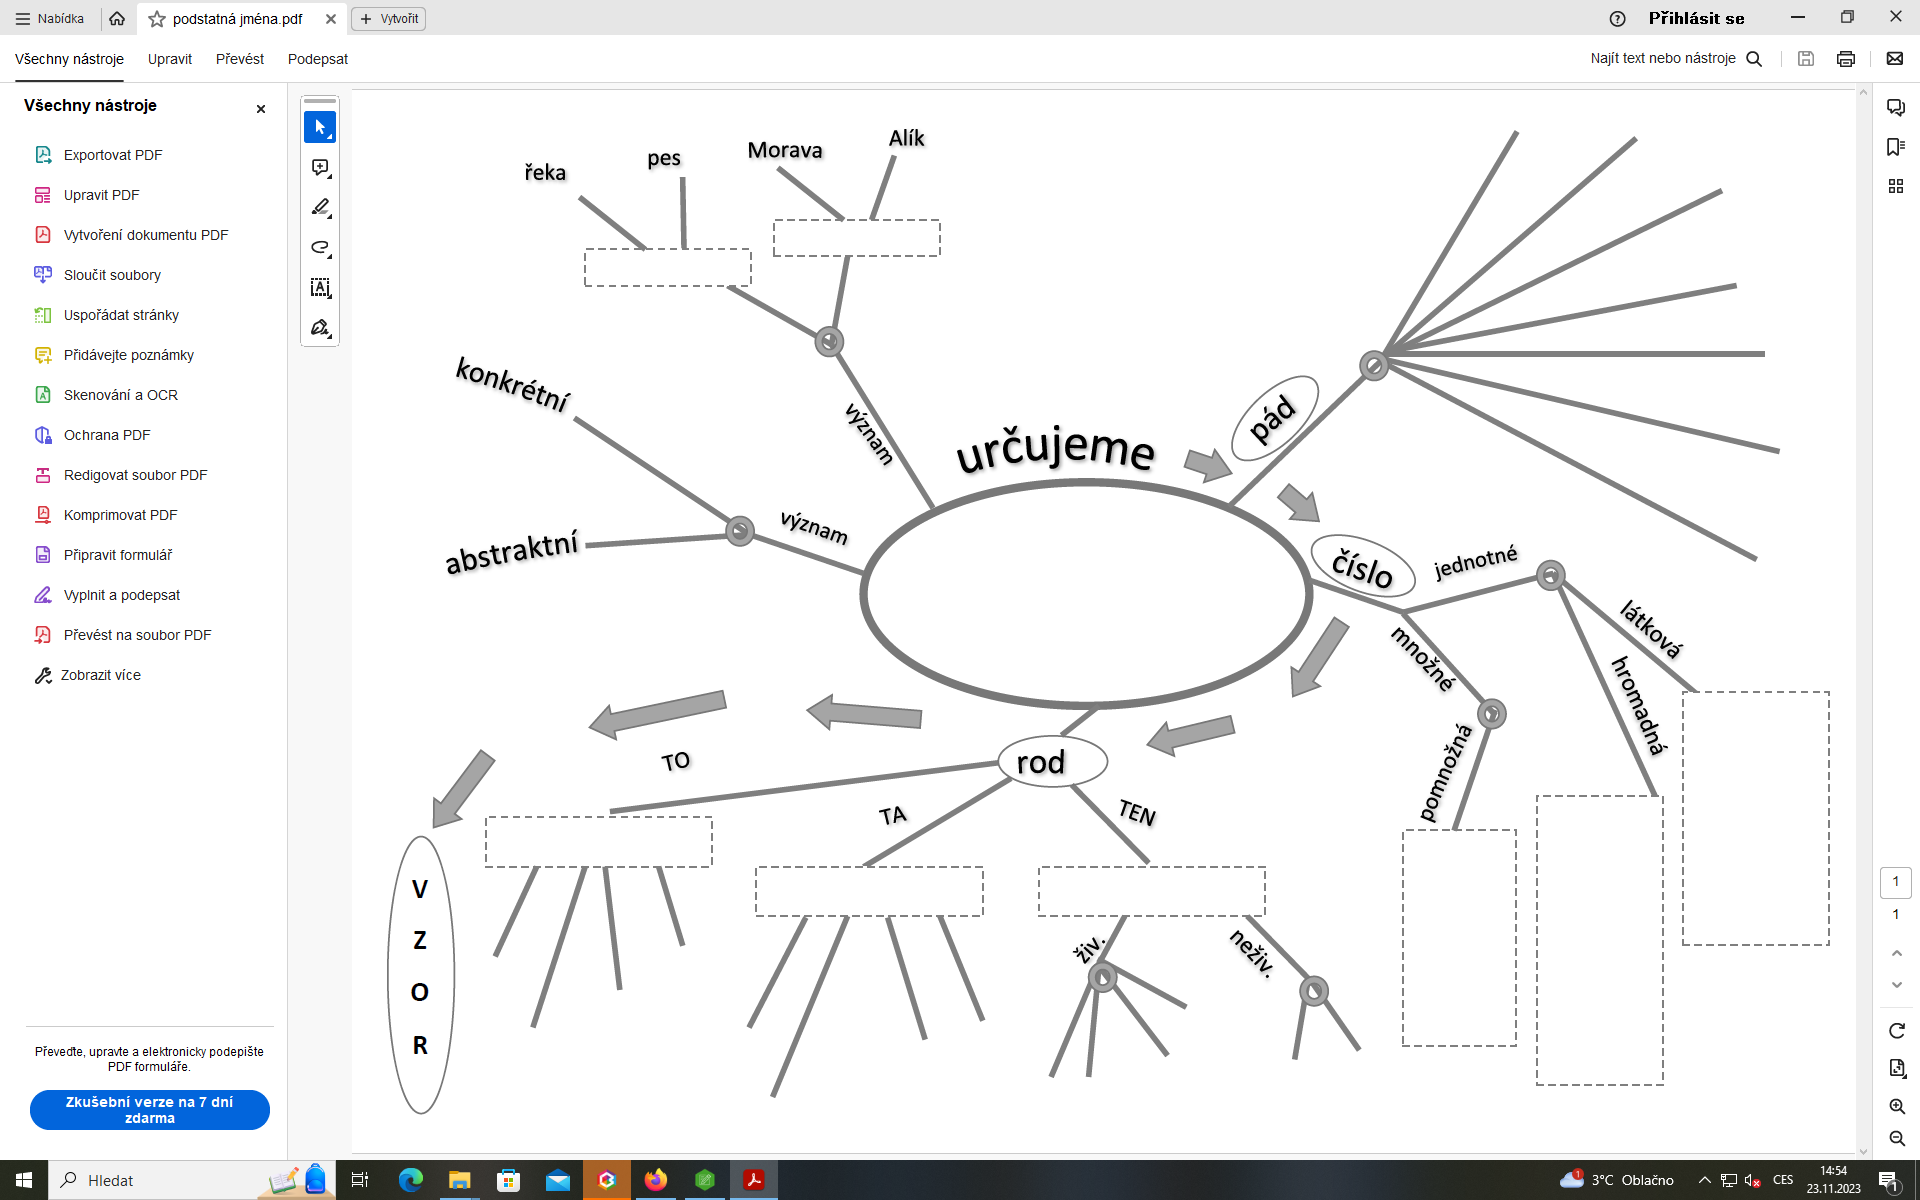 Nabídka
podstatná jména.pdf
Vytvořit
Přihlásit se
Všechny nástroje
Upravit
Převést
Podepsat
Najít text nebo nástroje
Všechny nástroje
Exportovat PDF
Upravit PDF
Vytvoření dokumentu PDF
Sloučit soubory
Uspořádat stránky
Přidávejte poznámky
Skenování a OCR
Ochrana PDF
Redigovat soubor PDF
Komprimovat PDF
Připravit formulář
Vyplnit a podepsat
Převést na soubor PDF
Zobrazit více
Převeďte, upravte a elektronicky podepište
PDF formuláře.
Zkušební verze na 7 dní
zdarma
řeka
pes
Morava
Alík
konkrétní
význam
abstraktní
význam
určujeme
pád
číslo
jednotné
látková
hromadná
množné
pomnožná
rod
TO
TA
TEN
živ.
neživ.
V
Z
O
R
1
1
Hledat
1
3°C Oblačno
CES
14:54
23.11.2023
1